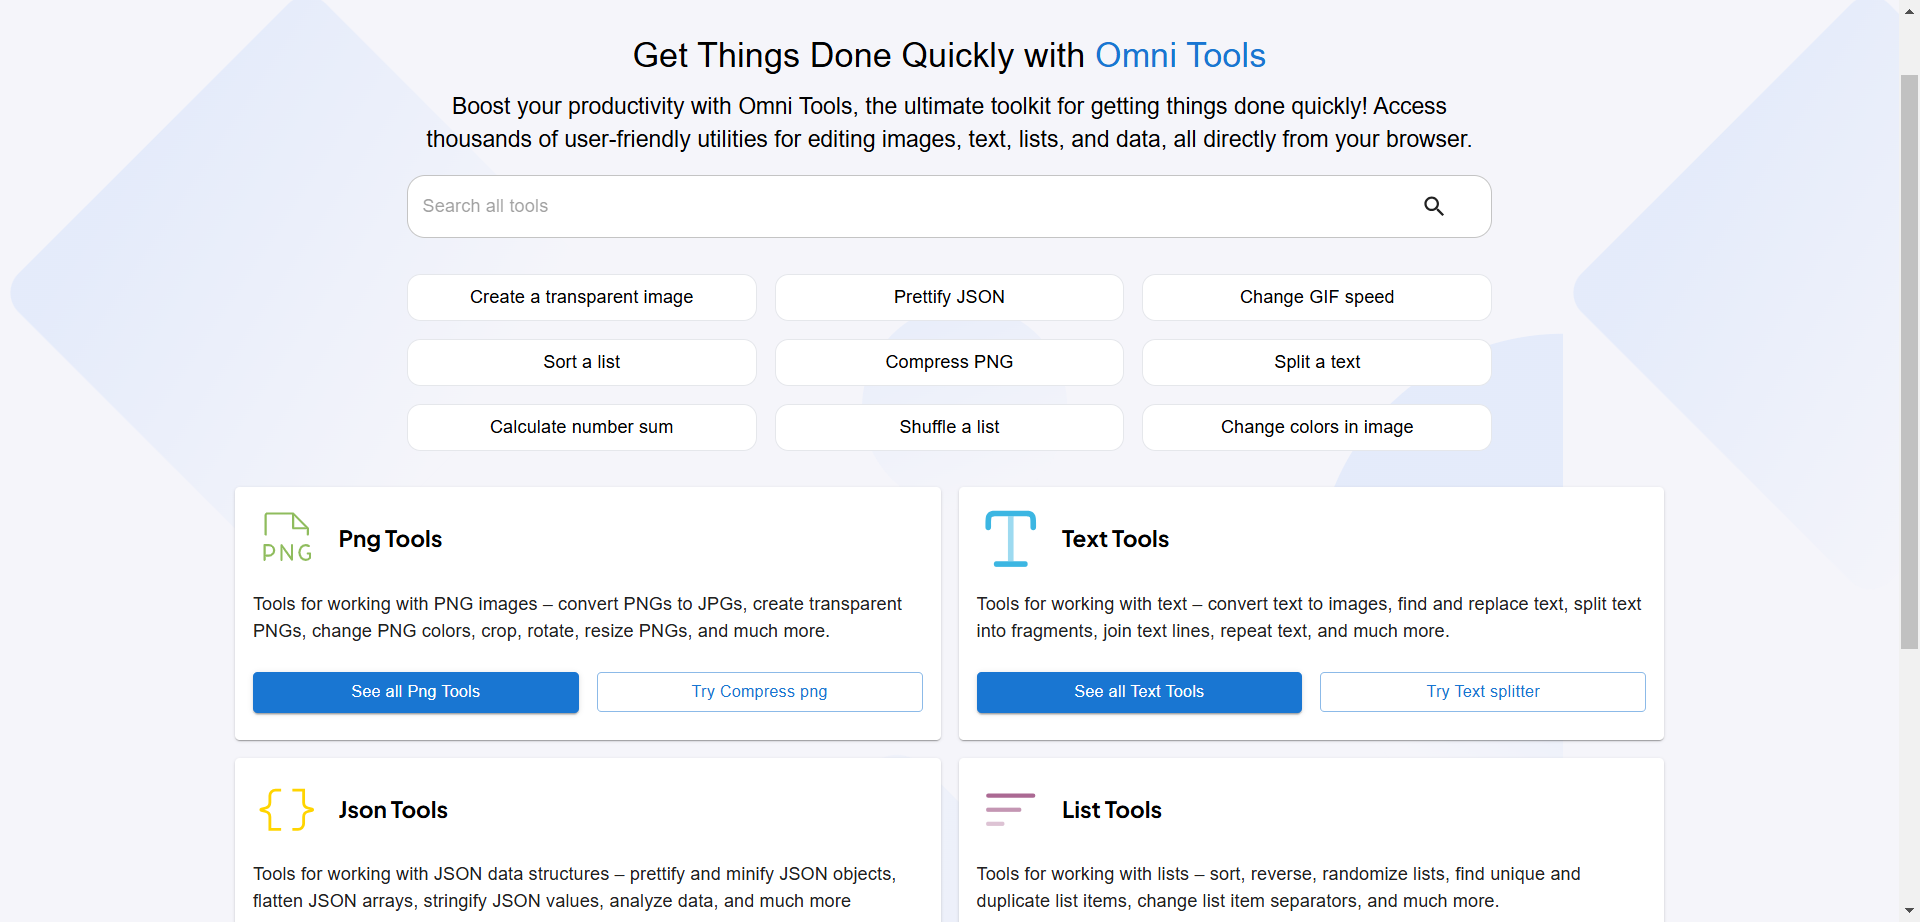 Get Things Done Quickly with Omni Tools
Boost your productivity with Omni Tools, the ultimate toolkit for getting things done quickly! Access
thousands of user-friendly utilities for editing images, text, lists, and data, all directly from your browser.
Search all tools
Create a transparent image
Prettify JSON
Change GIF speed
Sort a list
Compress PNG
Split a text
Calculate number sum
Shuffle a list
Change colors in image
PNG
Png Tools
Tools for working with PNG images – convert PNGs to JPGs, create transparent
PNGs, change PNG colors, crop, rotate, resize PNGs, and much more.
See all Png Tools
Try Compress png
Text Tools
Tools for working with text – convert text to images, find and replace text, split text
into fragments, join text lines, repeat text, and much more.
See all Text Tools
Try Text splitter
Json Tools
Tools for working with JSON data structures – prettify and minify JSON objects,
flatten JSON arrays, stringify JSON values, analyze data, and much more
List Tools
Tools for working with lists – sort, reverse, randomize lists, find unique and
duplicate list items, change list item separators, and much more.